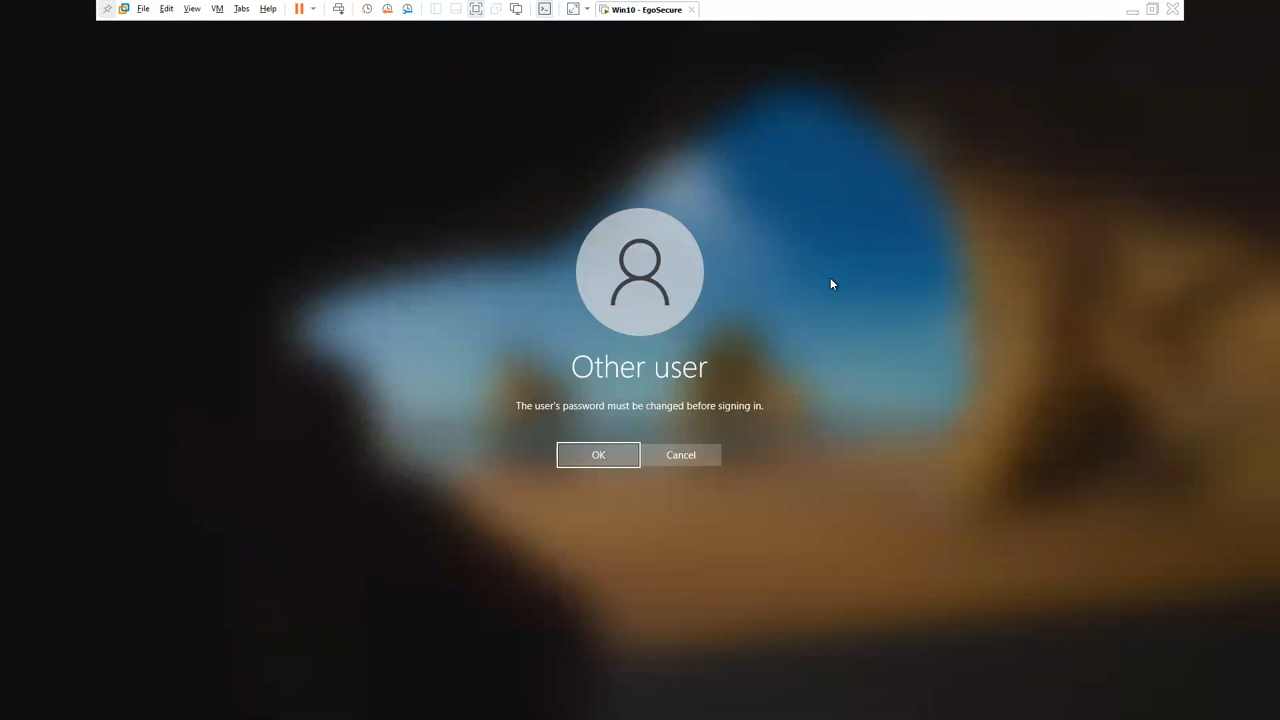 File Edit View VM Tabs Help Win10 - EgoSecure
Other user
The user's password must be changed before signing in.
OK Cancel